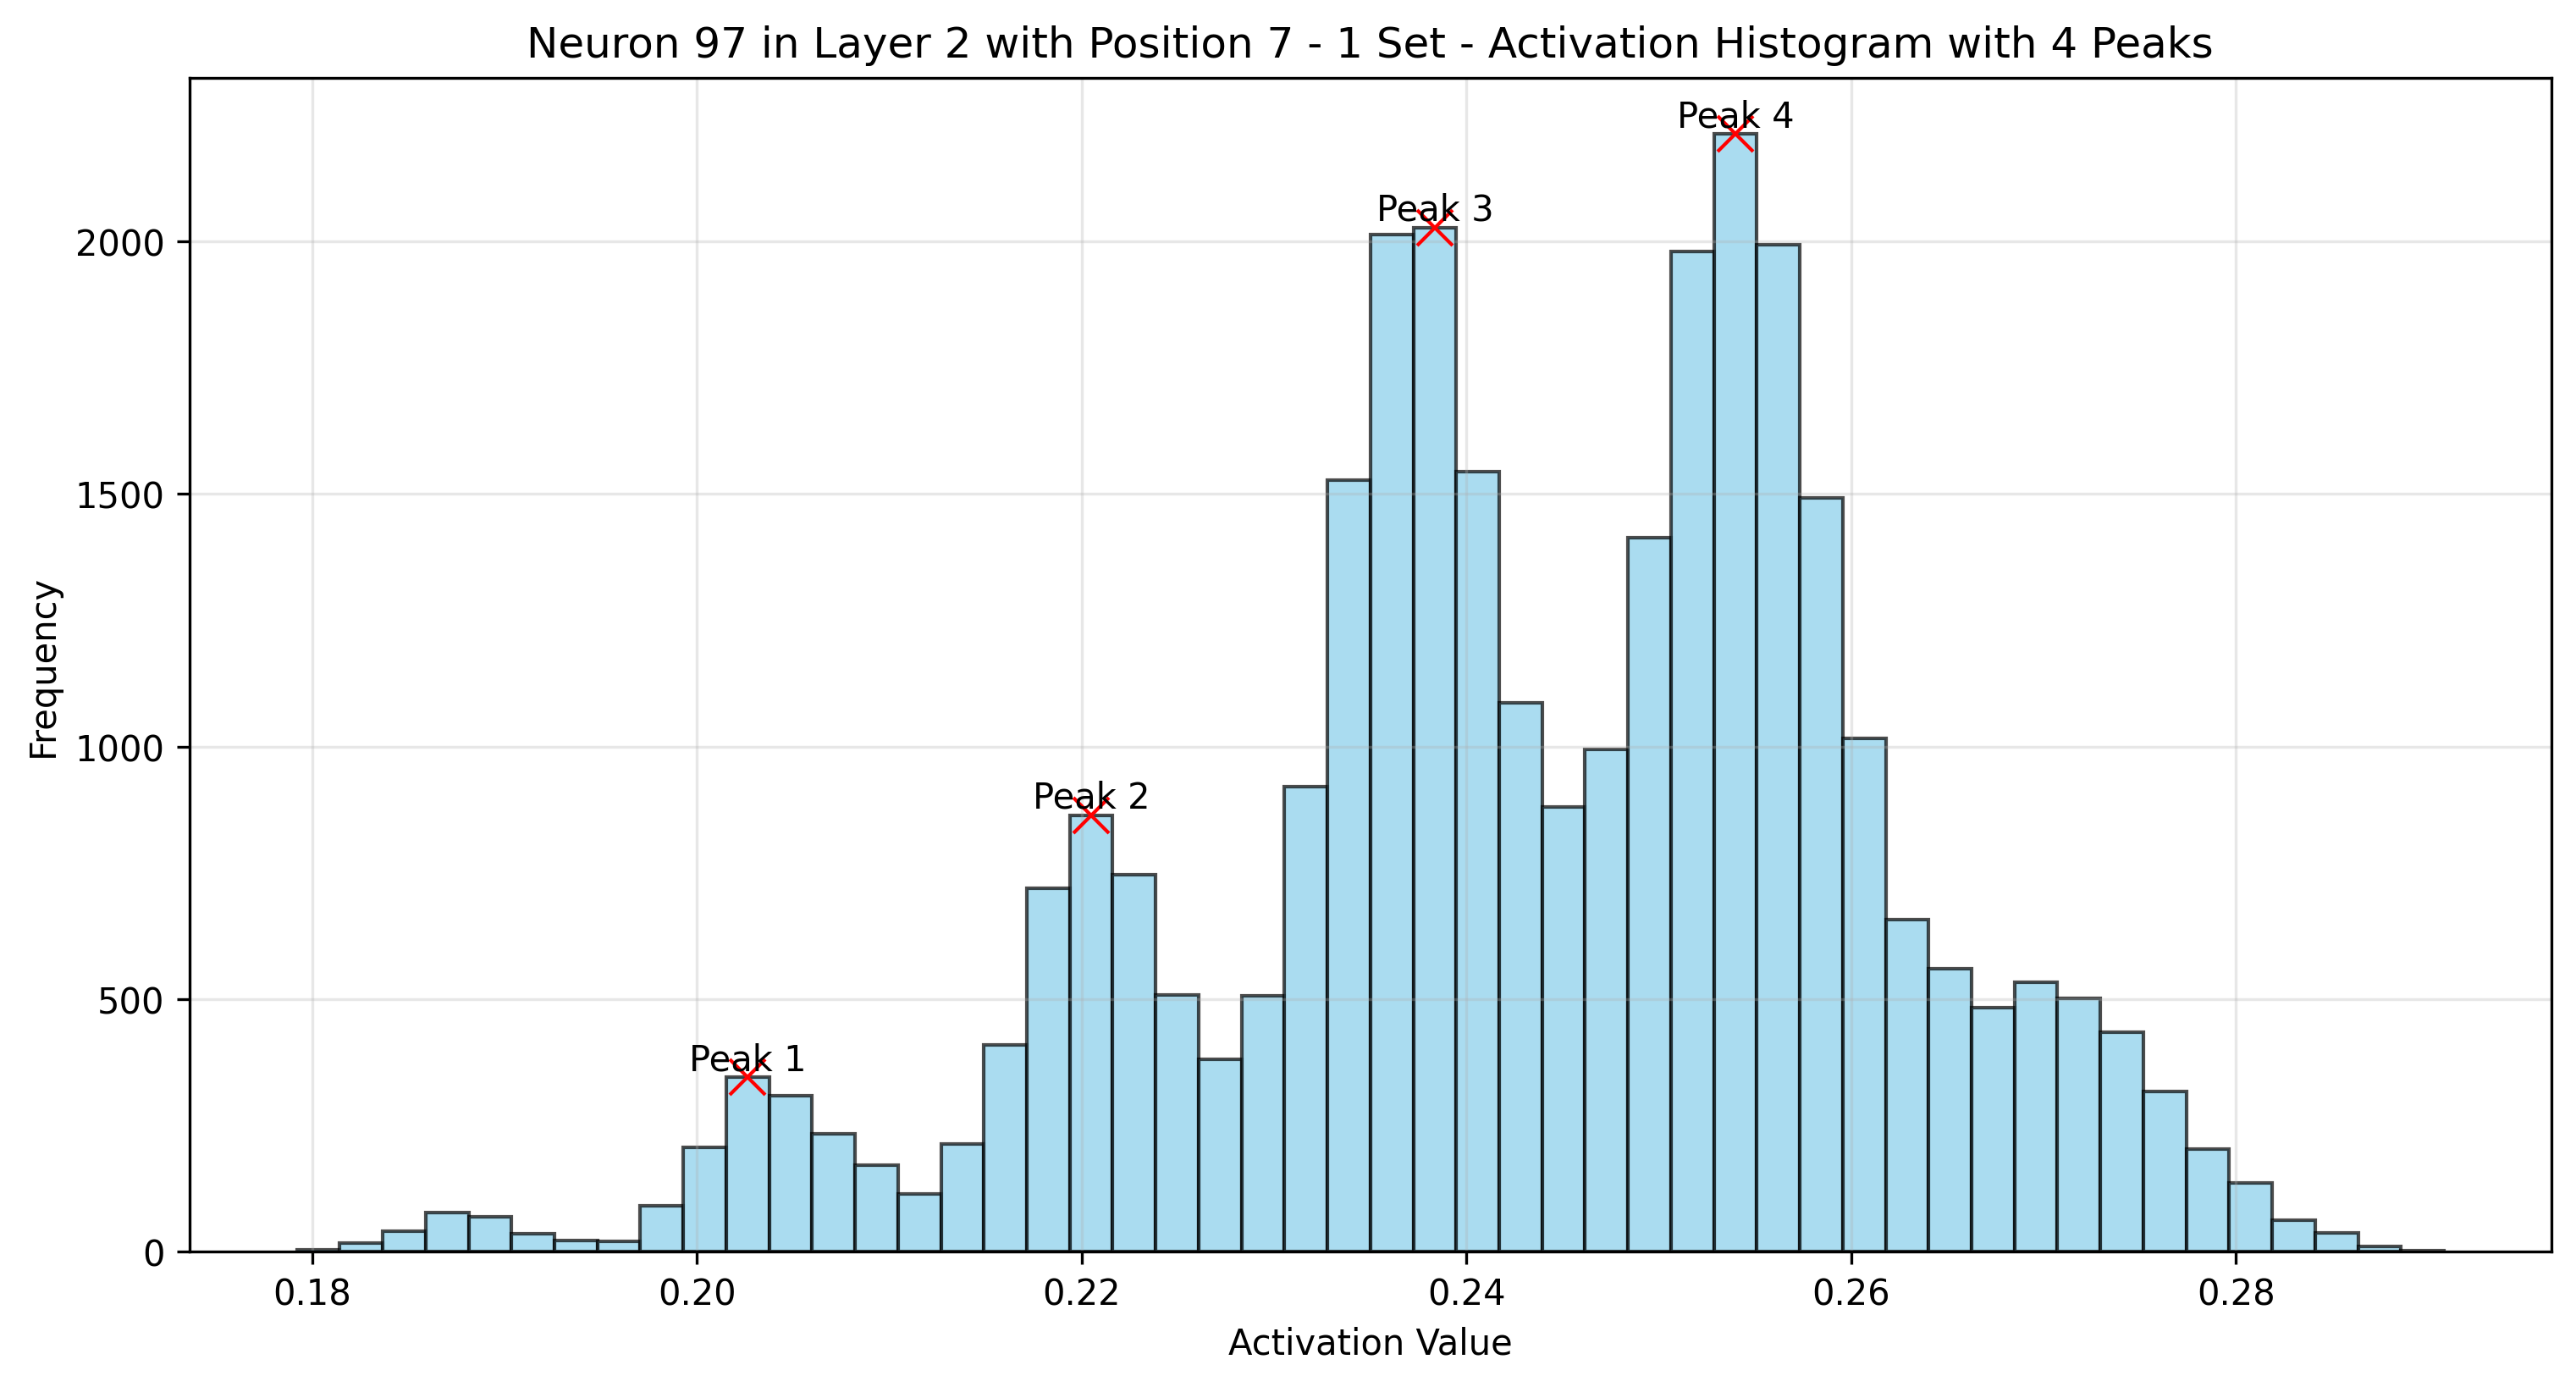 Neuron 97 in Layer 2 with Position 7 - 1 Set - Activation Histogram with 4 Peaks
Peak 4
Peak 3
Peak 2
Peak 1
Frequency
2000
1500
1000
500
0
0.18 0.20 0.22 0.24 0.26 0.28
Activation Value